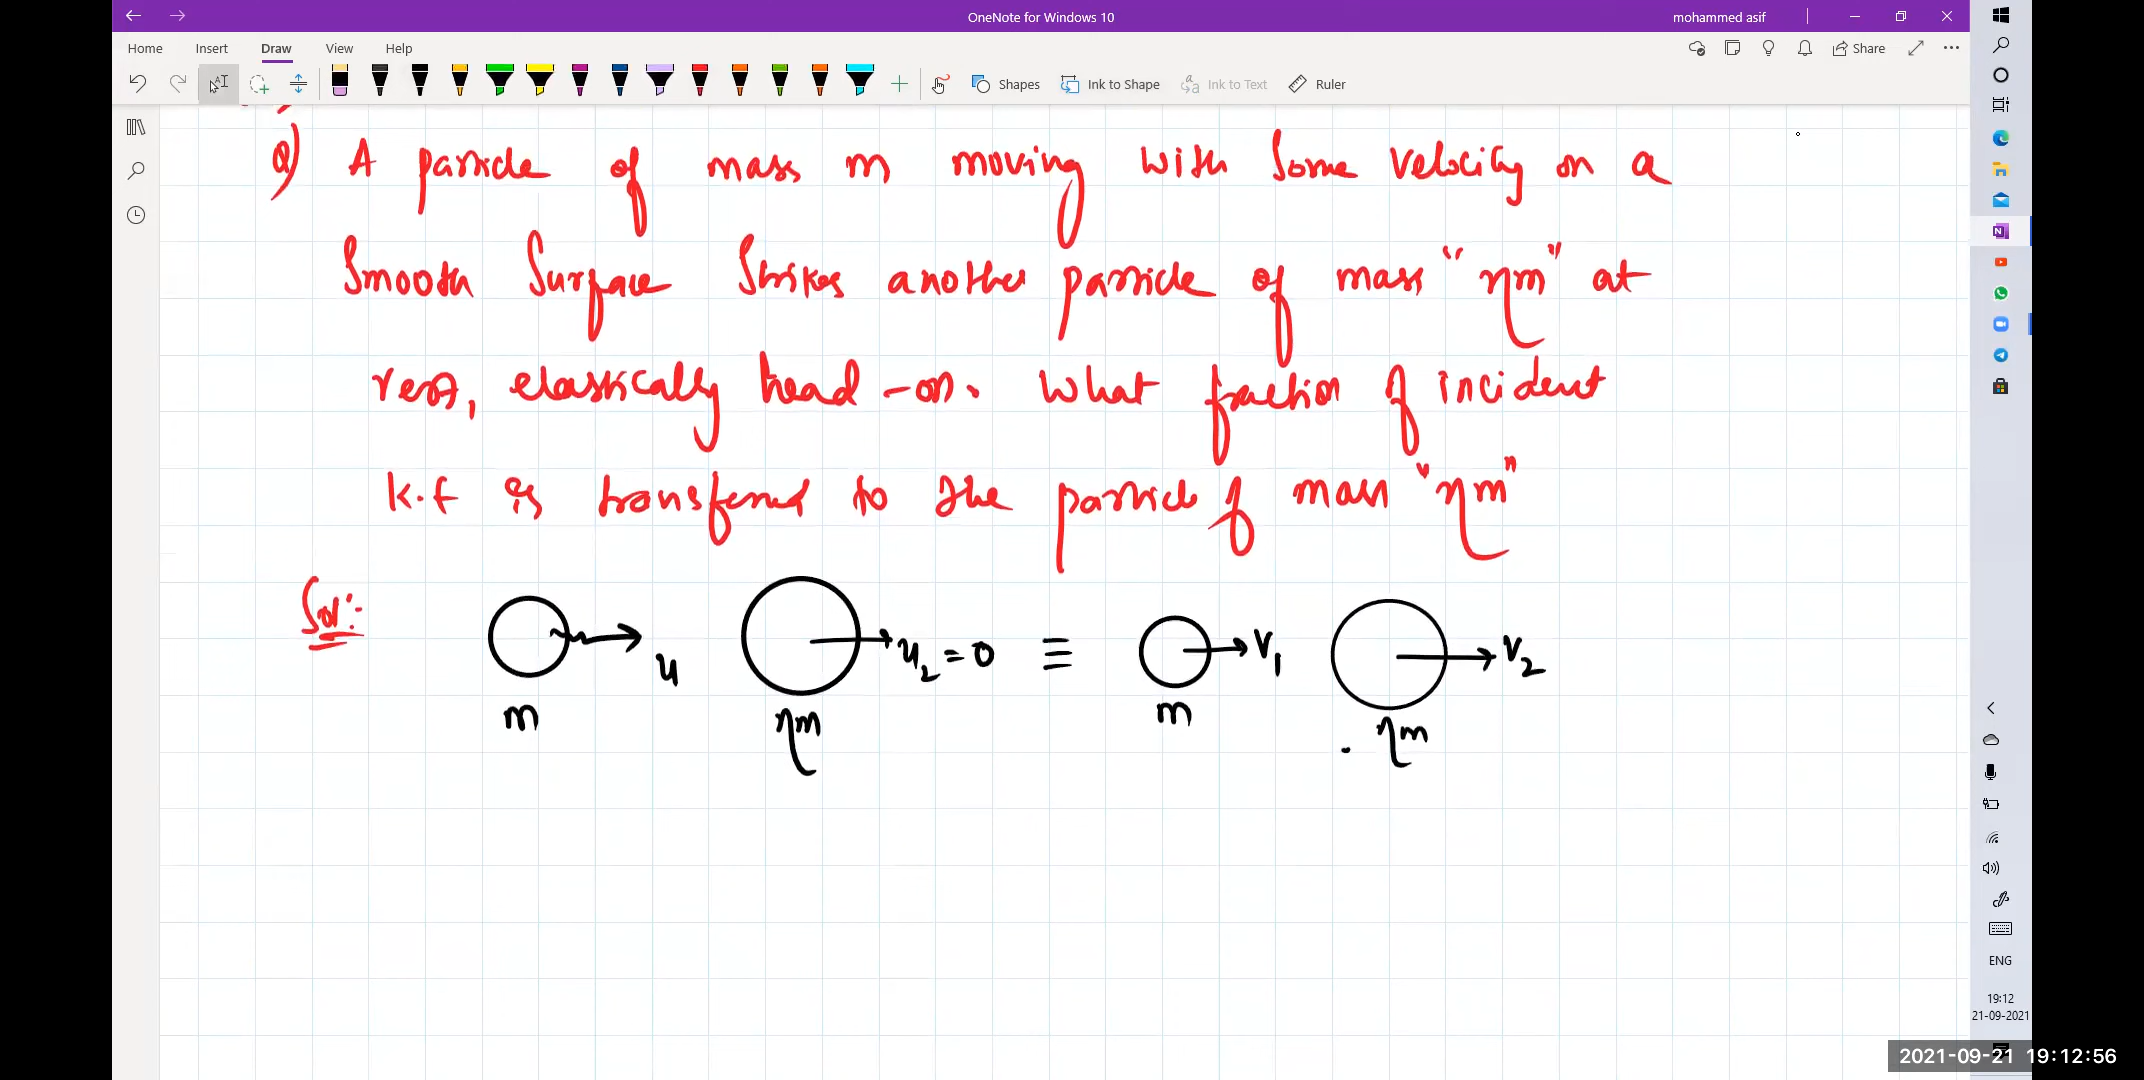 OneNote for Windows 10
mohammed asif
Home Insert Draw View Help
Share
Shapes Ink to Shape Ink to Text Ruler
Q) A particle of mass m moving with some velocity on a
smooth surface strikes another particle of mass "ηm" at
rest, elastically head-on. What fraction of incident
K.E is transferred to the particle of mass "ηm"
Sol:-
u u₂=0 ≡ v₁ v₂
m ηm m ηm
ENG
19:12
21-09-2021
2021-09-21 19:12:56